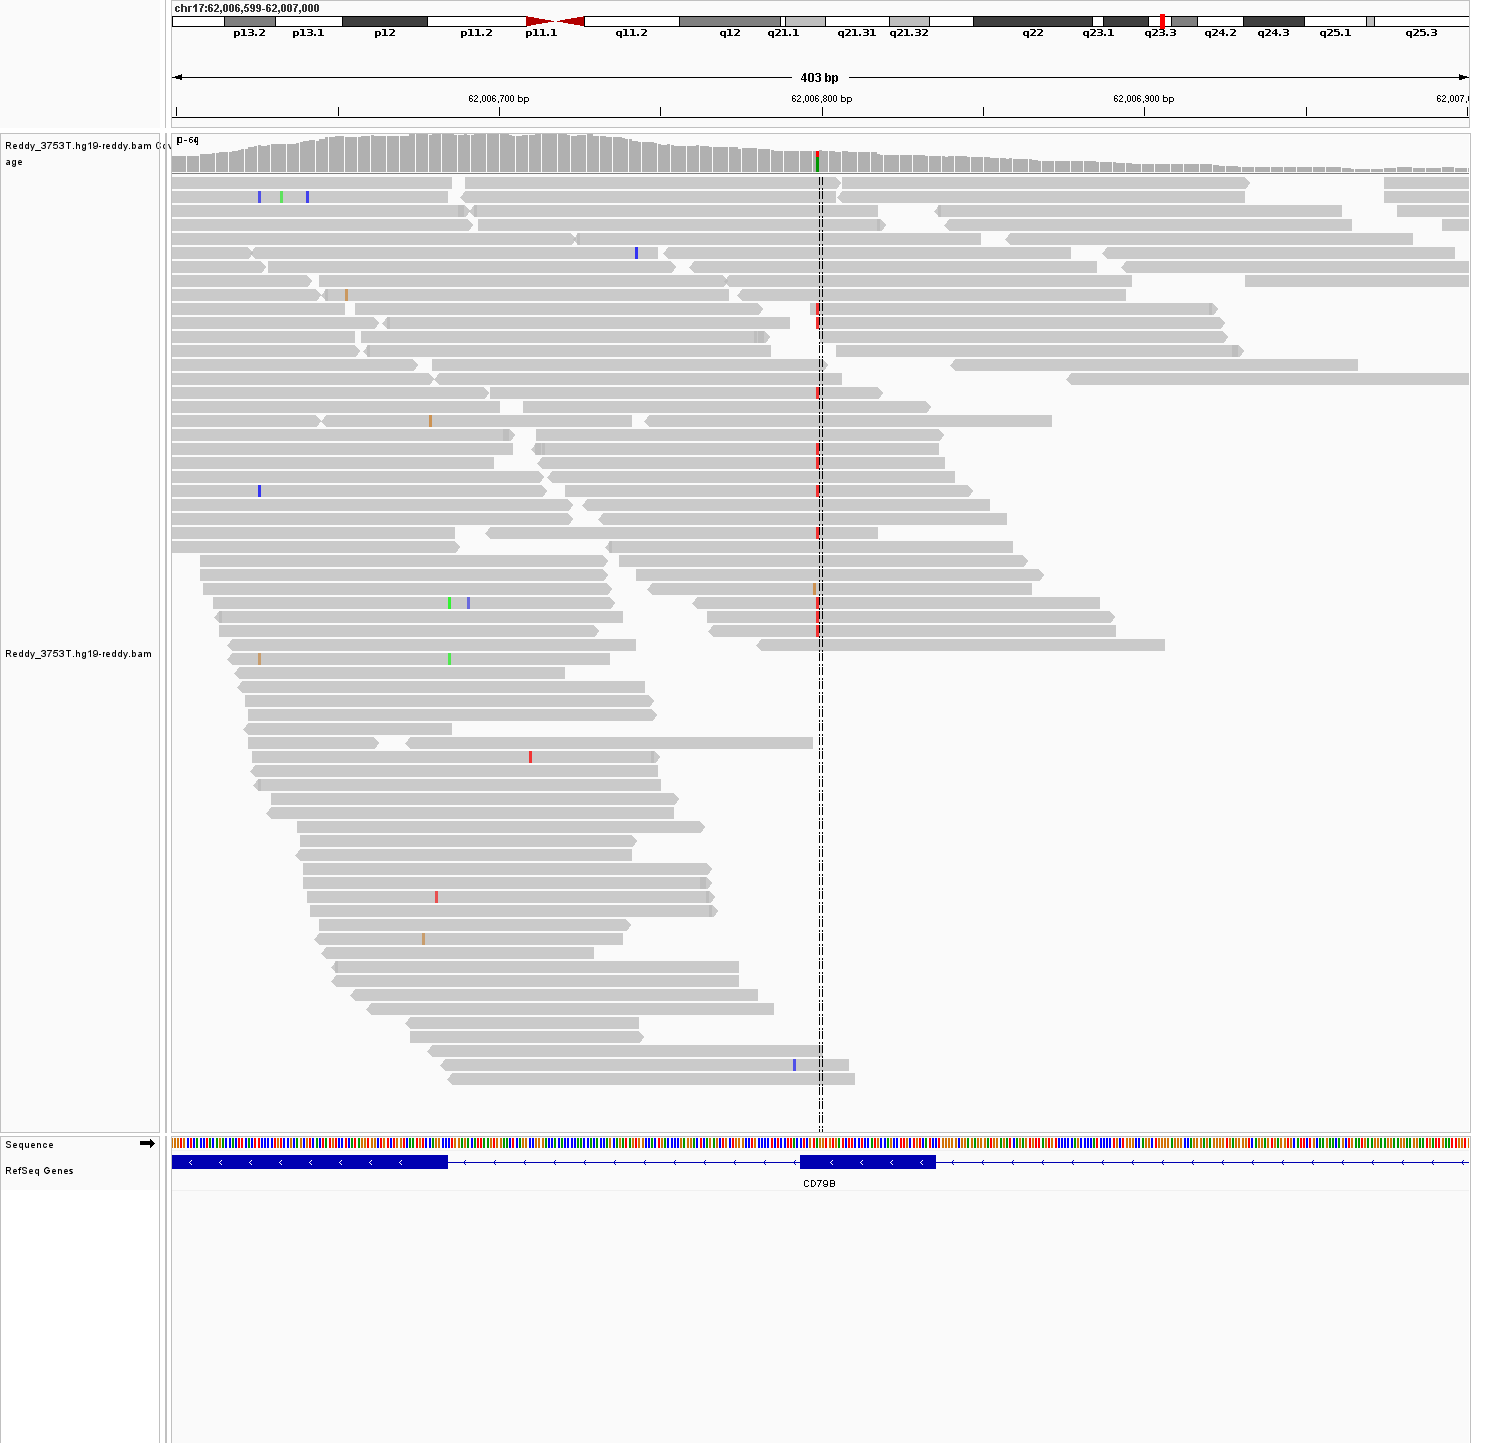 chr17:62,006,599-62,007,000
p13.2 p13.1 p12 p11.2 p11.1 q11.2 q12 q21.1 q21.31 q21.32 q22 q23.1 q23.3 q24.2 q24.3 q25.1 q25.3
403 bp
62,006,700 bp 62,006,800 bp 62,006,900 bp 62,007,0
[0-64]
Reddy_3753T.hg19-reddy.bam Cov
age
Reddy_3753T.hg19-reddy.bam
Sequence
RefSeq Genes
CD79B